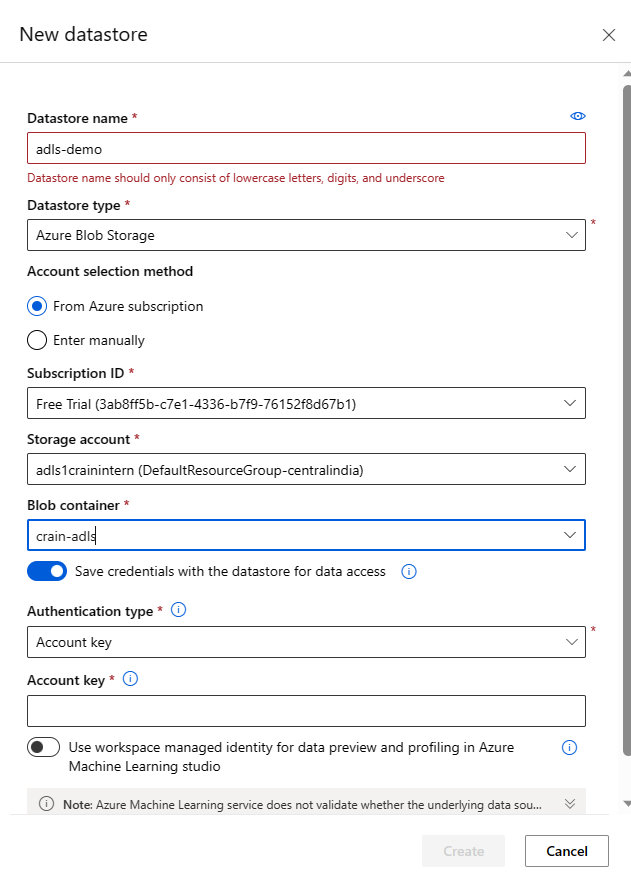 New datastore
Datastore name *
adls-demo
Datastore name should only consist of lowercase letters, digits, and underscore
Datastore type *
Azure Blob Storage
*
Account selection method
From Azure subscription
Enter manually
Subscription ID *
Free Trial (3ab8ff5b-c7e1-4336-b7f9-76152f8d67b1)
Storage account *
adls1crainintern (DefaultResourceGroup-centralindia)
Blob container *
crain-adls
Save credentials with the datastore for data access
Authentication type *
Account key
*
Account key *
Use workspace managed identity for data preview and profiling in Azure
Machine Learning studio
Note: Azure Machine Learning service does not validate whether the underlying data sou...
Create
Cancel